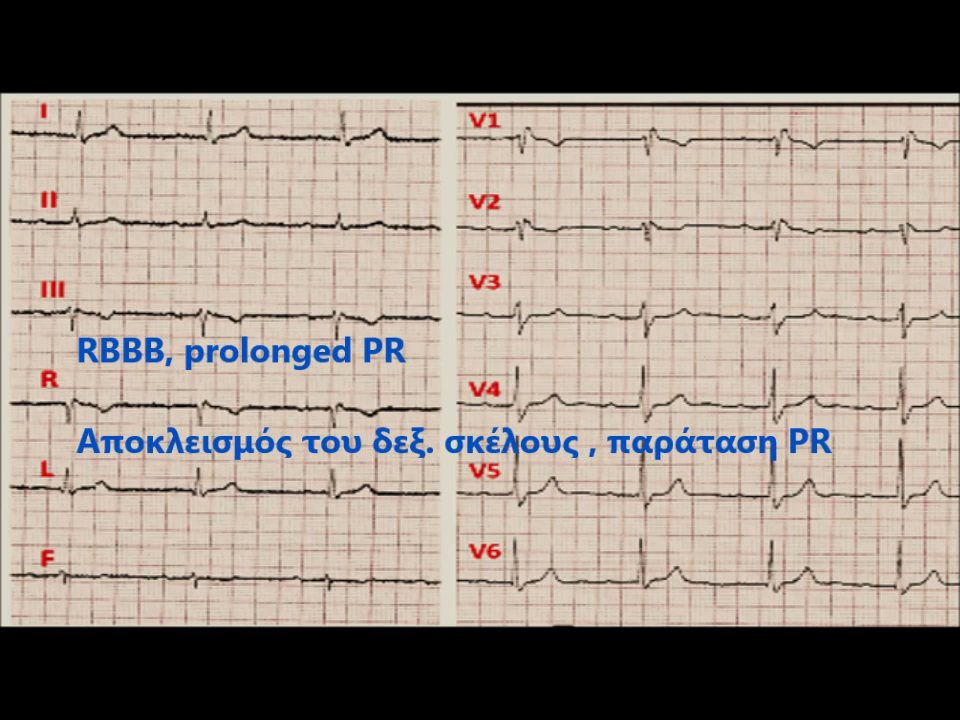 I
V1
II
V2
III
V3
RBBB, prolonged PR
R
V4
Αποκλεισμός του δεξ. σκέλους , παράταση PR
L
V5
F
V6